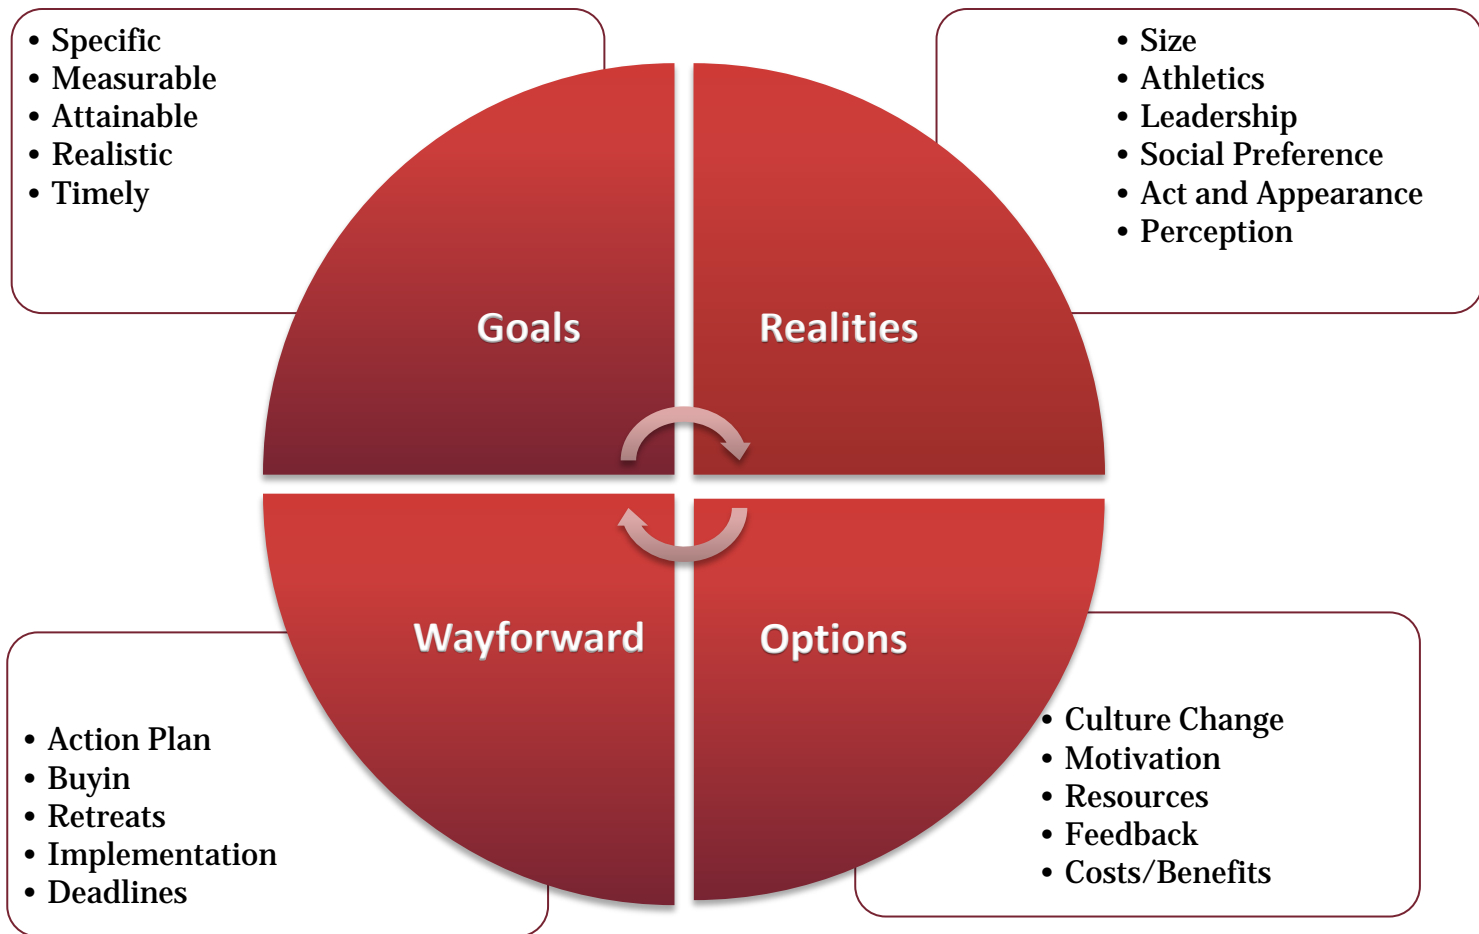 • Specific
• Measurable
• Attainable
• Realistic
• Timely
• Size
• Athletics
• Leadership
• Social Preference
• Act and Appearance
• Perception
Goals
Realities
Wayforward
Options
• Action Plan
• Buyin
• Retreats
• Implementation
• Deadlines
• Culture Change
• Motivation
• Resources
• Feedback
• Costs/Benefits